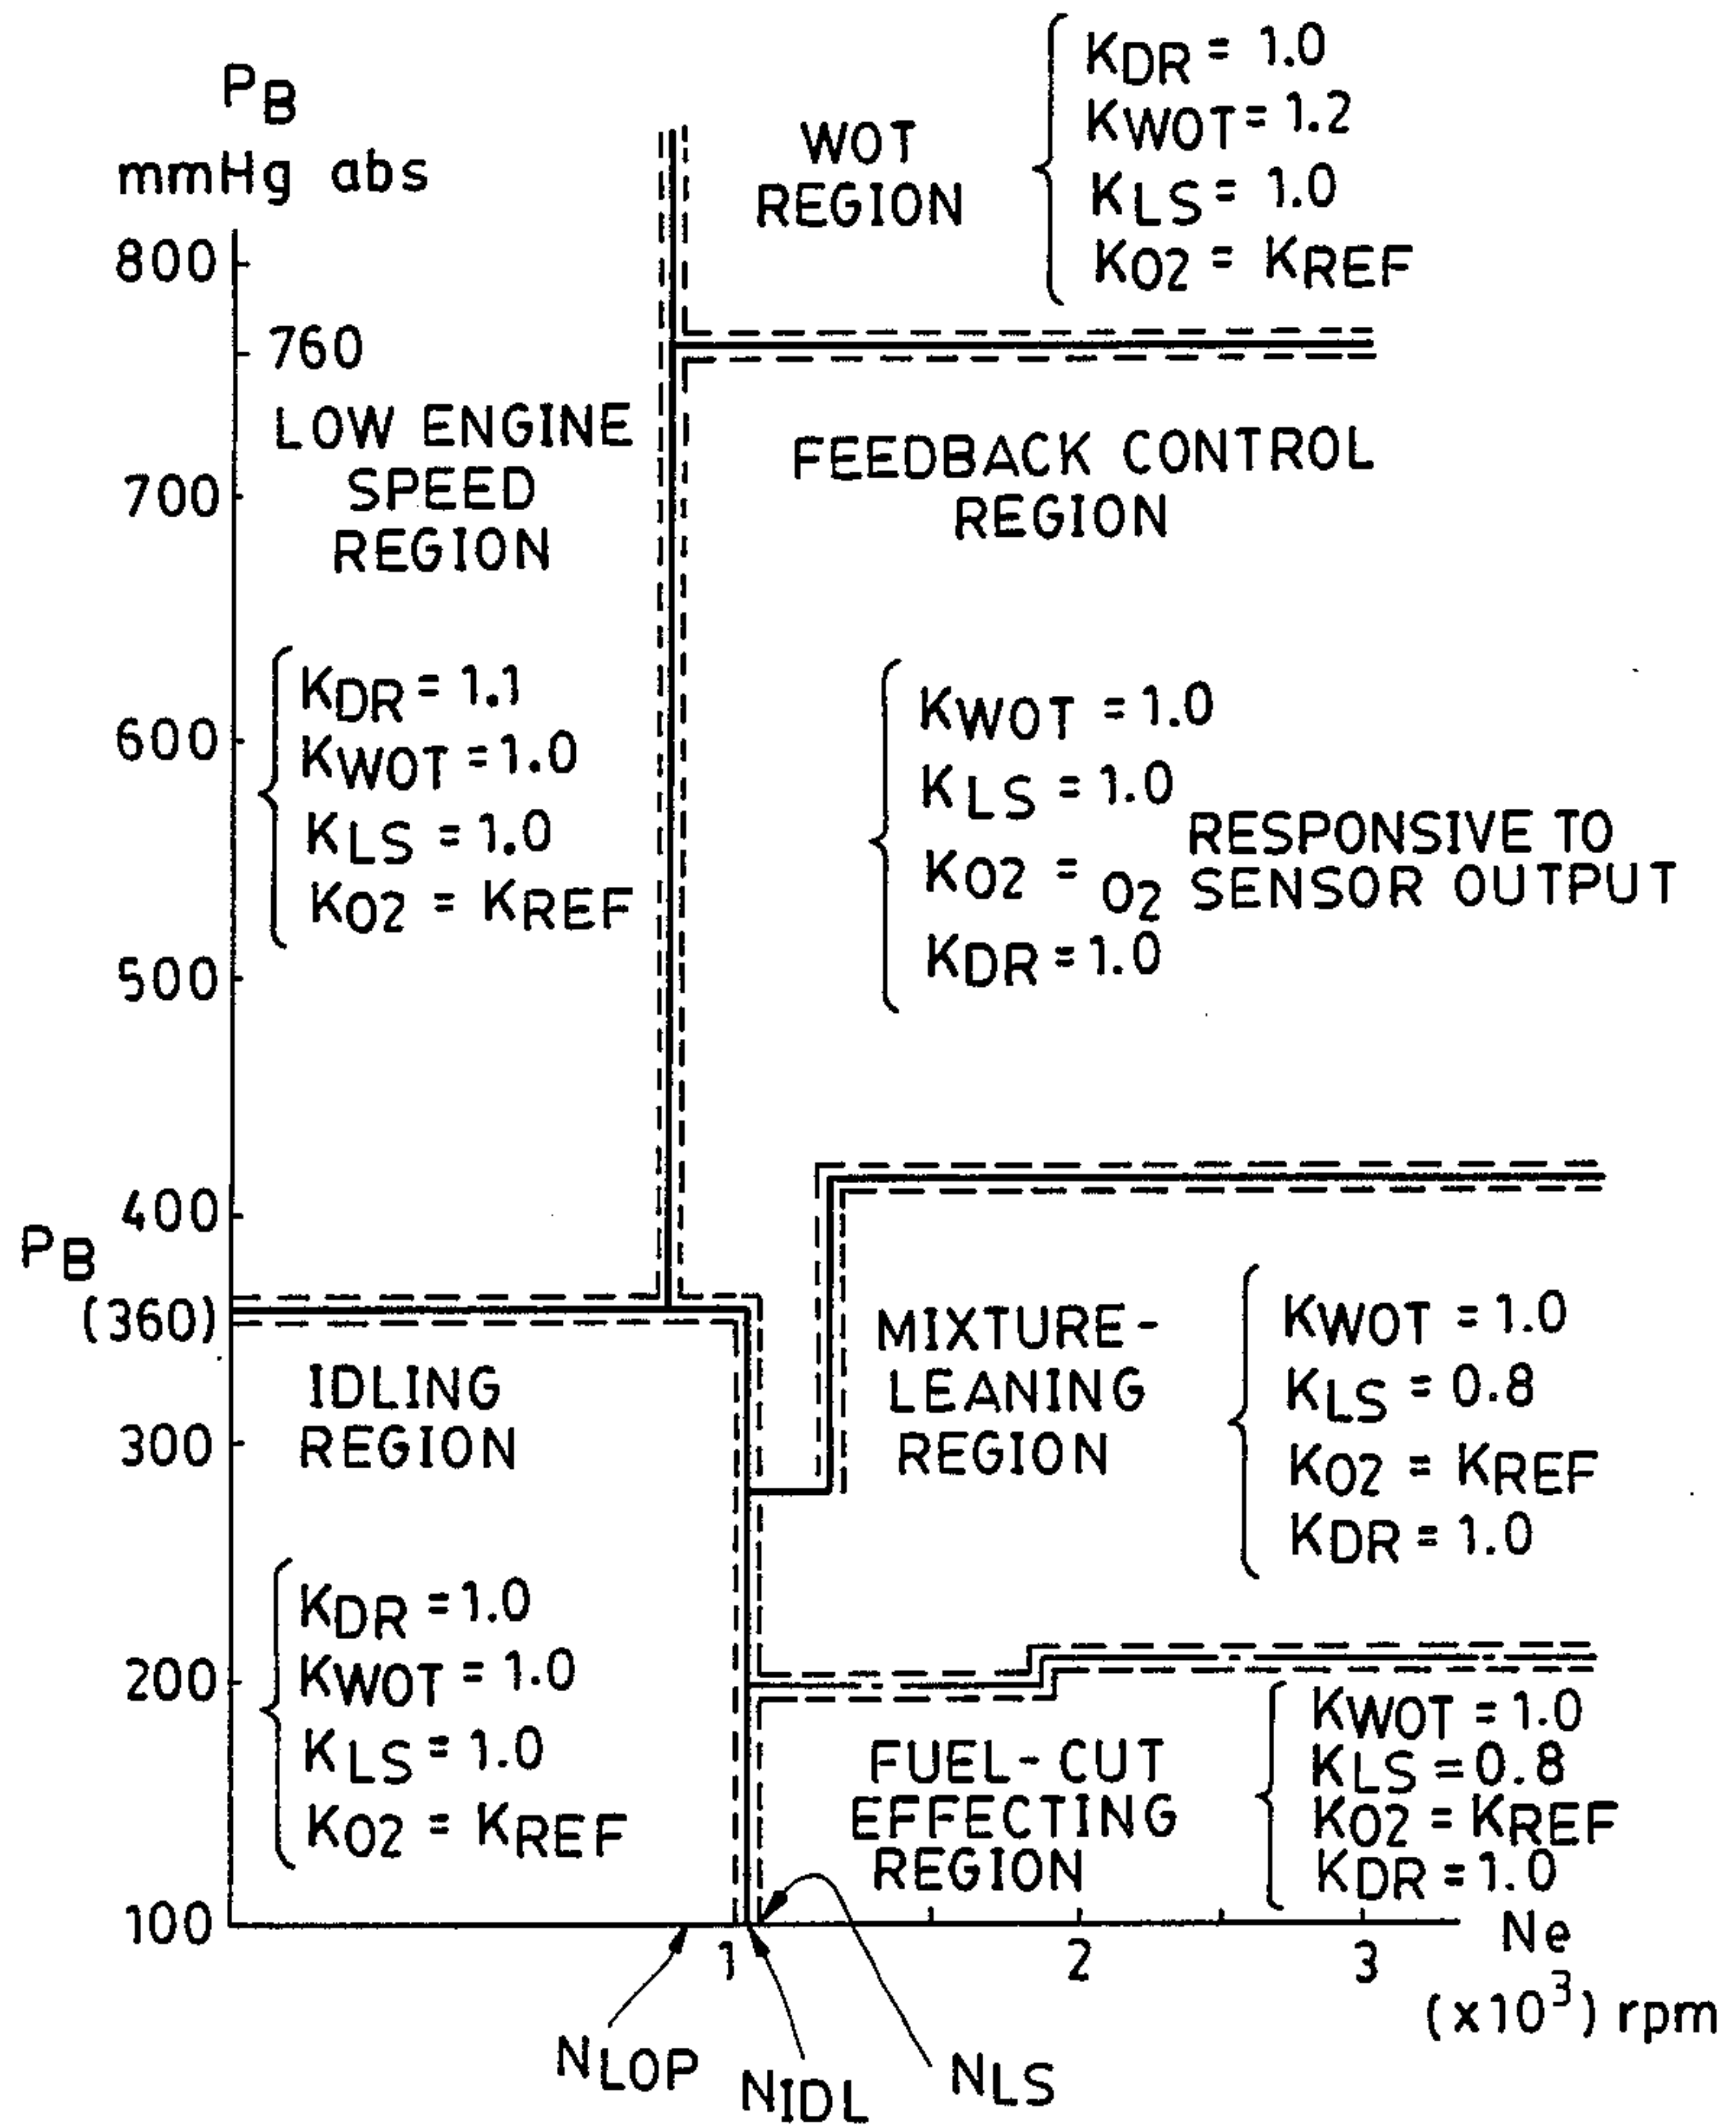 PB
mmHg abs
800
760
700
600
500
400
PB
(360)
300
200
100
WOT
REGION
KDR = 1.0
KWOT = 1.2
KLS = 1.0
KO2 = KREF
LOW ENGINE
SPEED
REGION
KDR = 1.1
KWOT = 1.0
KLS = 1.0
KO2 = KREF
FEEDBACK CONTROL
REGION
KWOT = 1.0
KLS = 1.0
KO2 = RESPONSIVE TO
O2 SENSOR OUTPUT
KDR = 1.0
IDLING
REGION
KDR = 1.0
KWOT = 1.0
KLS = 1.0
KO2 = KREF
MIXTURE-
LEANING
REGION
KWOT = 1.0
KLS = 0.8
KO2 = KREF
KDR = 1.0
FUEL-CUT
EFFECTING
REGION
KWOT = 1.0
KLS = 0.8
KO2 = KREF
KDR = 1.0
1 2 3
Ne
(x10³) rpm
NLOP NIDL NLS